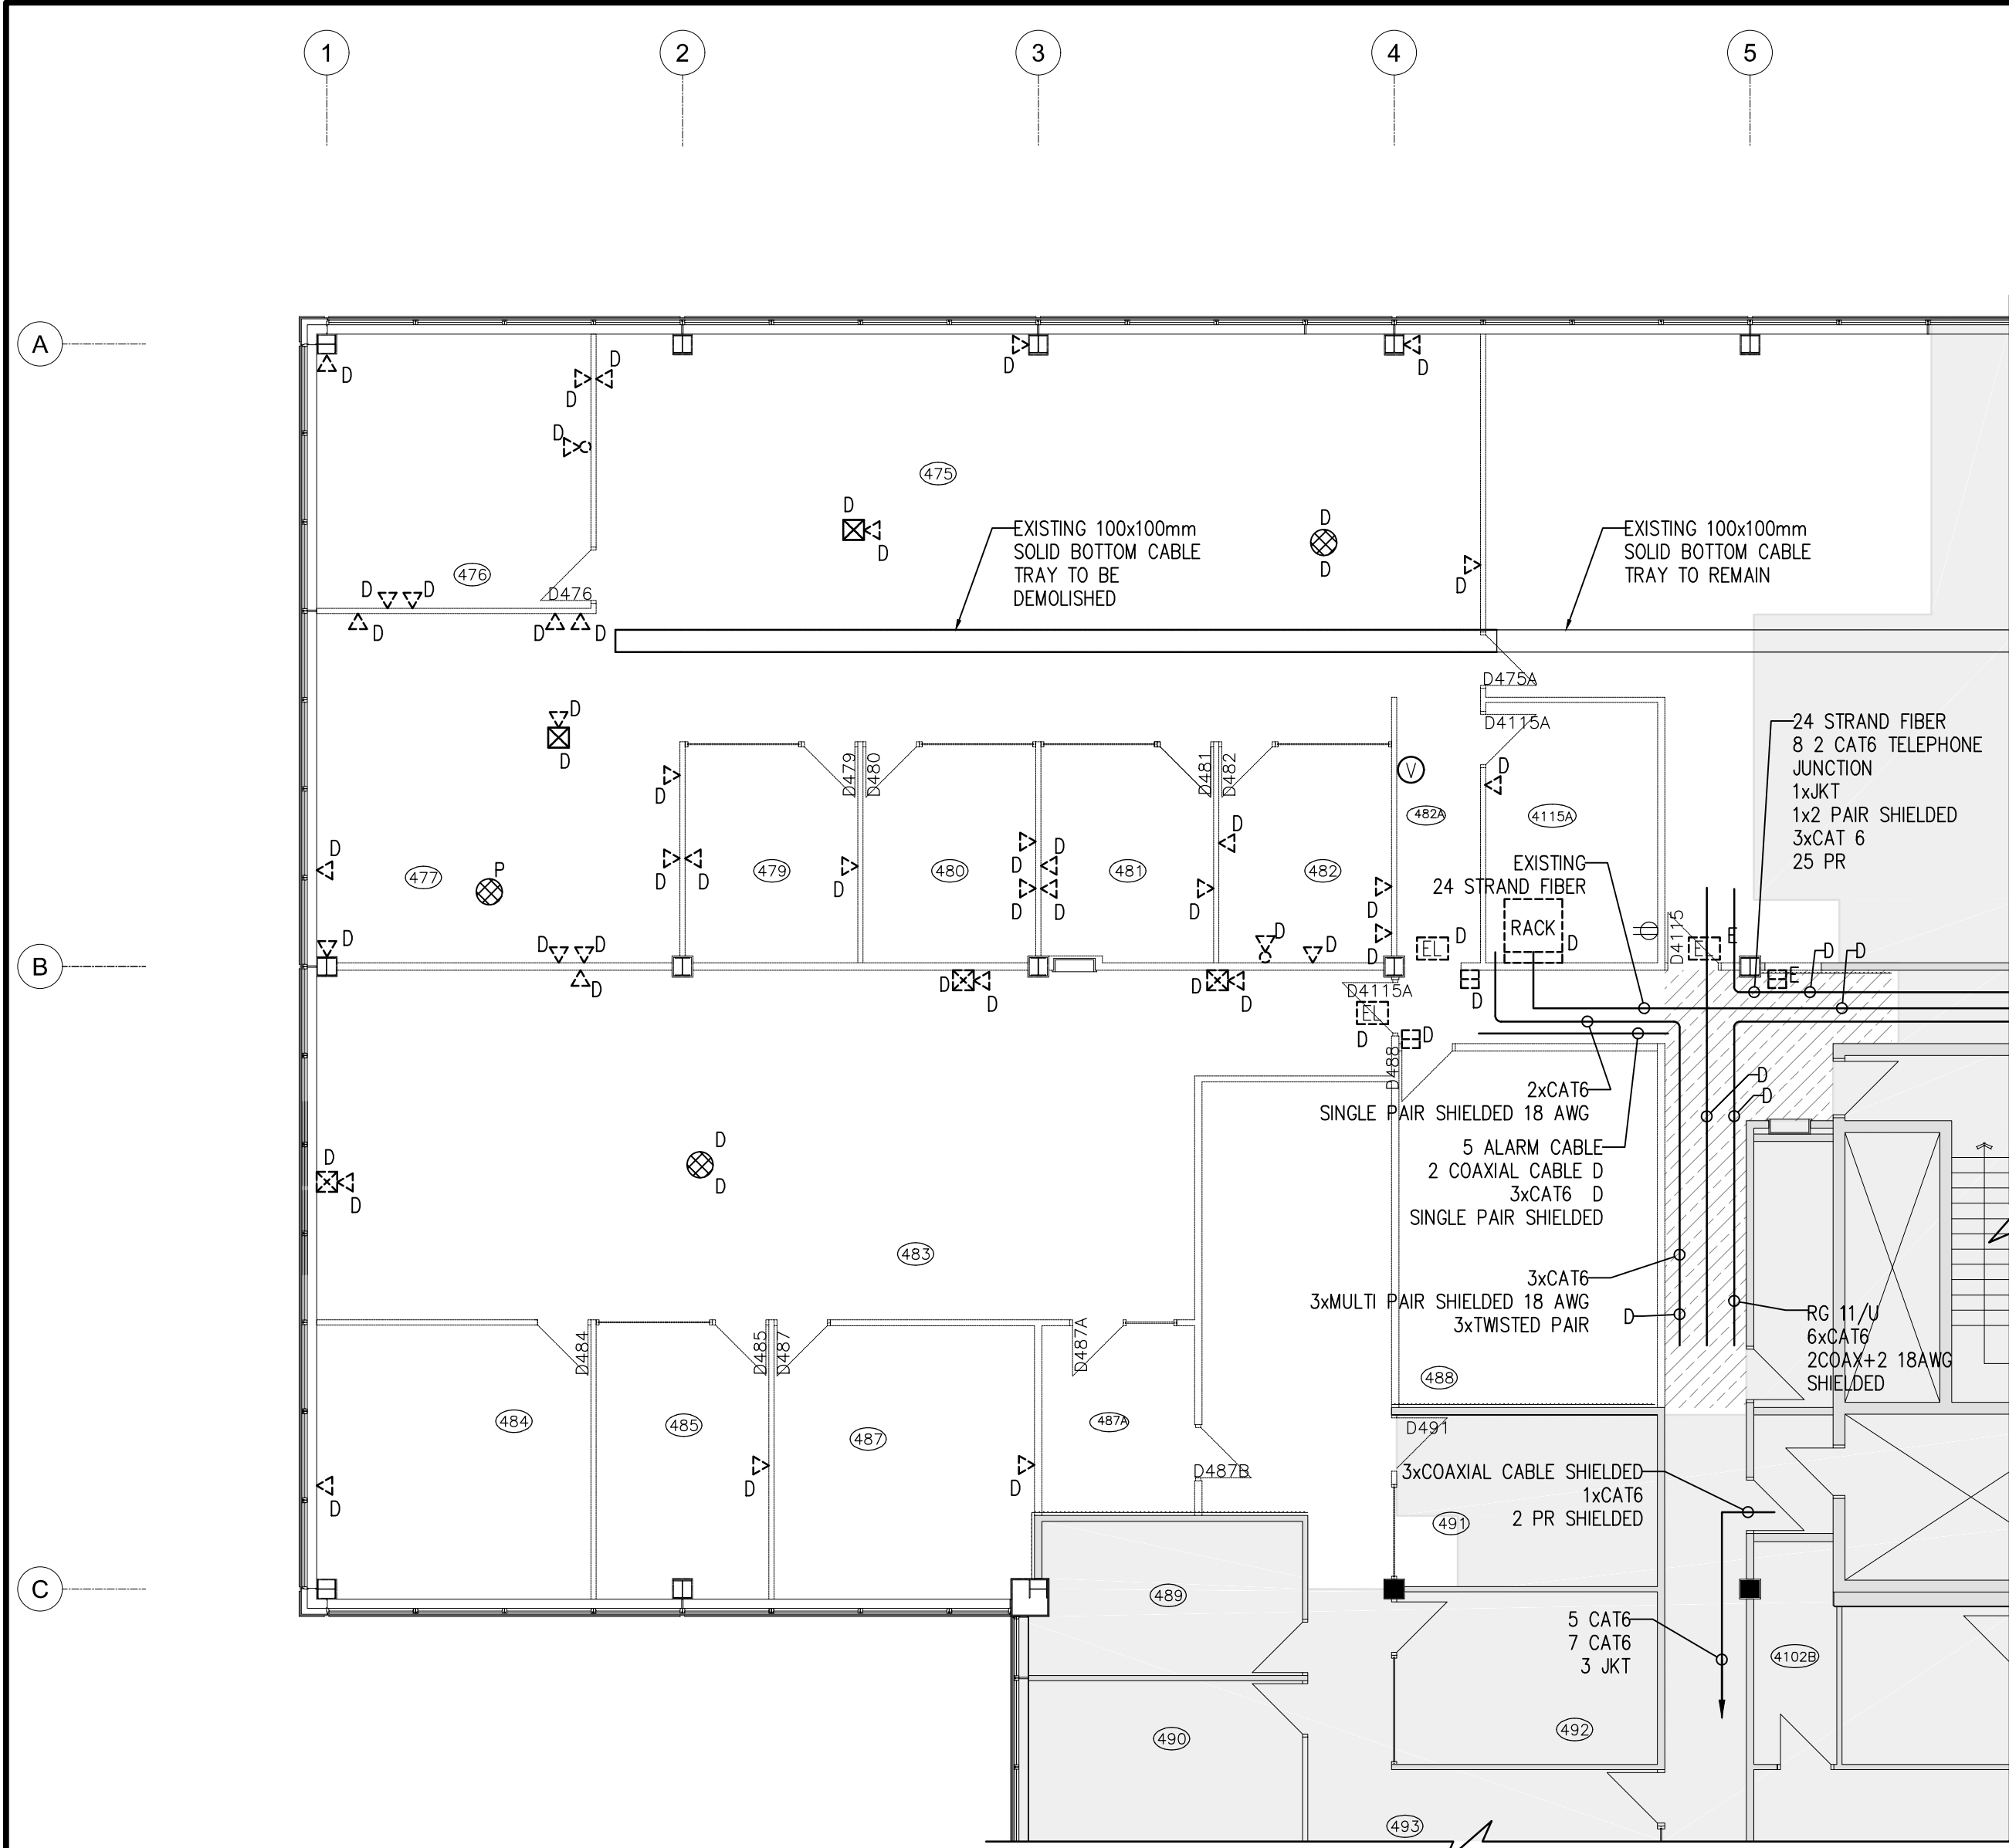 1
2
3
4
5
A
D
D
D
D
D
D
475
D
D
D
D
EXISTING 100x100mm
SOLID BOTTOM CABLE
TRAY TO BE
DEMOLISHED
EXISTING 100x100mm
SOLID BOTTOM CABLE
TRAY TO REMAIN
D
476
D476
D
D
D
D
D
D475A
D4115A
D
D
24 STRAND FIBER
8 2 CAT6 TELEPHONE
JUNCTION
1xJKT
1x2 PAIR SHIELDED
3xCAT 6
25 PR
D479
D480
D481
D482
V
D
D
482A
4115A
D
D
D
477
P
479
480
481
482
D
D
D
D
D
D
D
D
D
D
EXISTING
24 STRAND FIBER
RACK
D
D4115
B
D
D
D
D
D
D
EL
D
EL
E
D
D
D
D
D
D
D
D
D4115A
EL
D
D
E
D
D488
2xCAT6
SINGLE PAIR SHIELDED 18 AWG
D
D
5 ALARM CABLE
2 COAXIAL CABLE D
3xCAT6 D
SINGLE PAIR SHIELDED
D
D
D
D
483
3xCAT6
3xMULTI PAIR SHIELDED 18 AWG
3xTWISTED PAIR
D
RG 11/U
6xCAT6
2COAX+2 18AWG
SHIELDED
D484
D485
D487
D487A
488
484
485
487
487A
D491
D487B
D
D
D
3xCOAXIAL CABLE SHIELDED
1xCAT6
2 PR SHIELDED
491
C
489
5 CAT6
7 CAT6
3 JKT
4102B
490
492
493